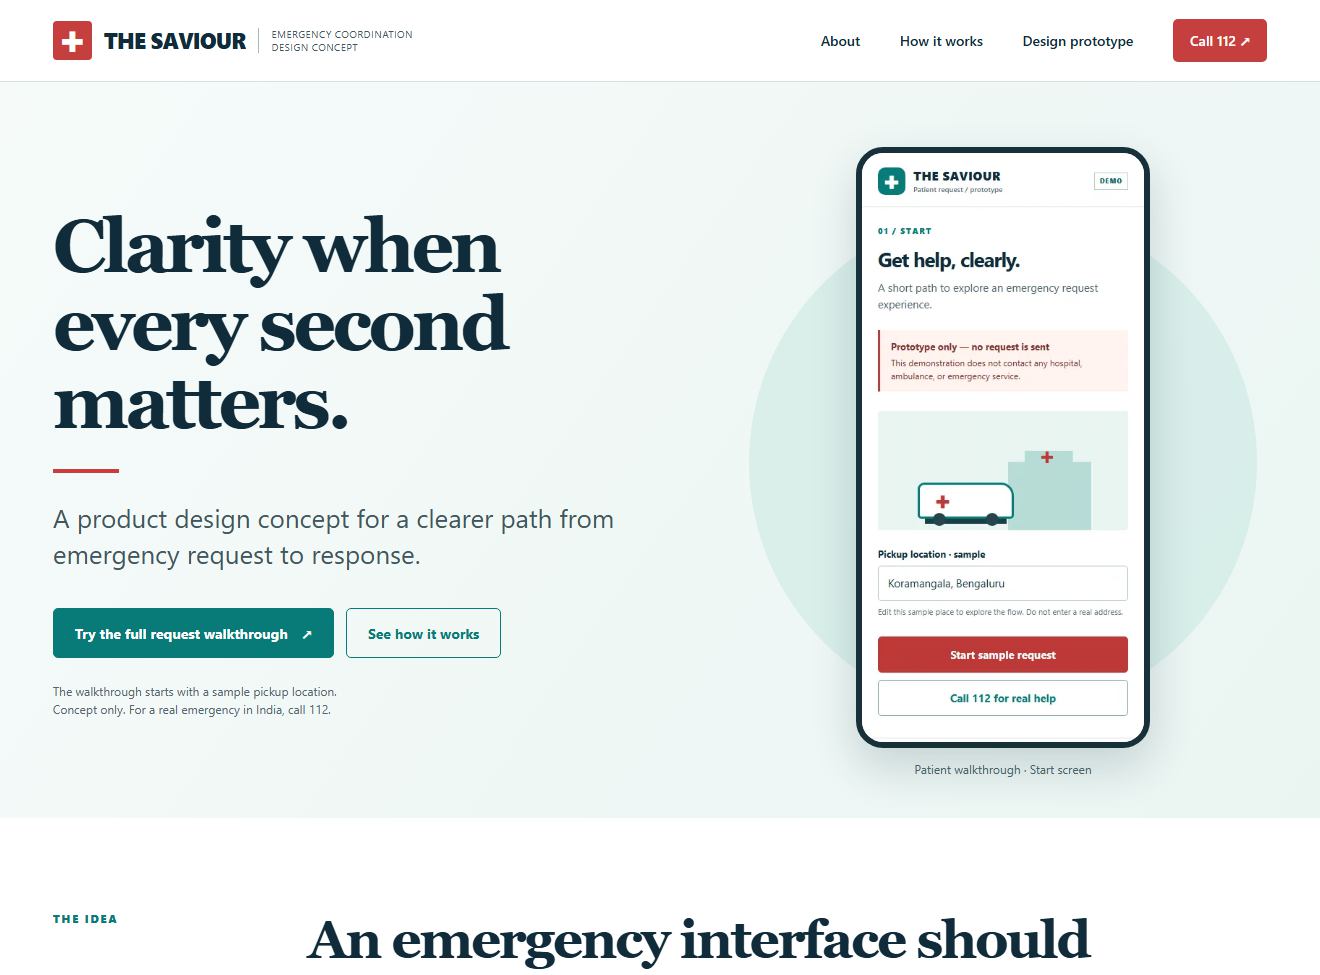 THE SAVIOUR
EMERGENCY COORDINATION
DESIGN CONCEPT
About
How it works
Design prototype
Call 112 ↗
Clarity when
every second
matters.
A product design concept for a clearer path from
emergency request to response.
Try the full request walkthrough ↗
See how it works
The walkthrough starts with a sample pickup location.
Concept only. For a real emergency in India, call 112.
THE SAVIOUR
Patient request / prototype
DEMO
01 / START
Get help, clearly.
A short path to explore an emergency request
experience.
Prototype only — no request is sent
This demonstration does not contact any hospital,
ambulance, or emergency service.
Pickup location · sample
Koramangala, Bengaluru
Edit this sample place to explore the flow. Do not enter a real address.
Start sample request
Call 112 for real help
Patient walkthrough · Start screen
THE IDEA
An emergency interface should